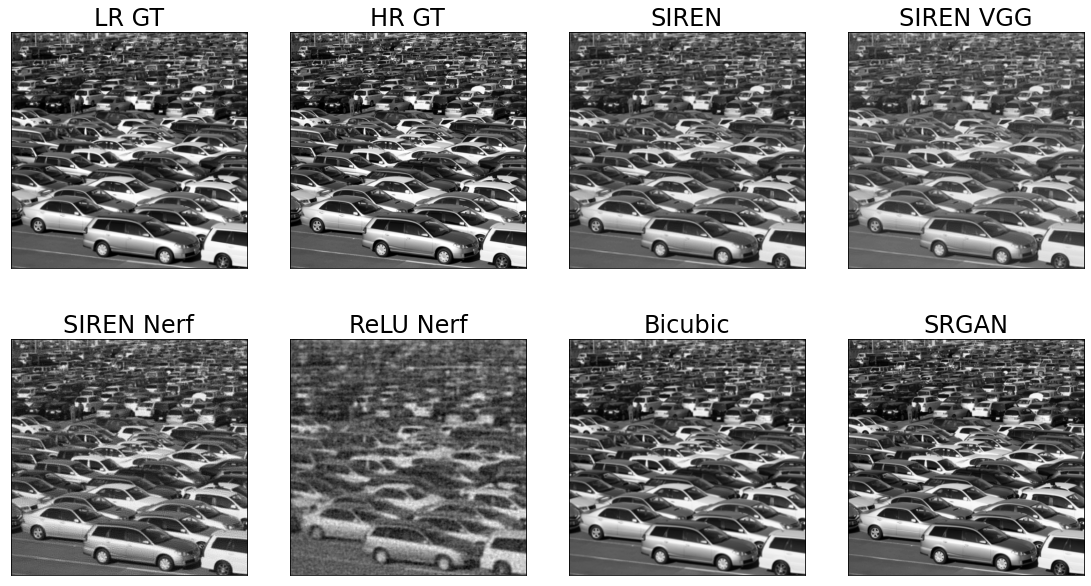 LR GT
HR GT
SIREN
SIREN VGG
SIREN Nerf
ReLU Nerf
Bicubic
SRGAN